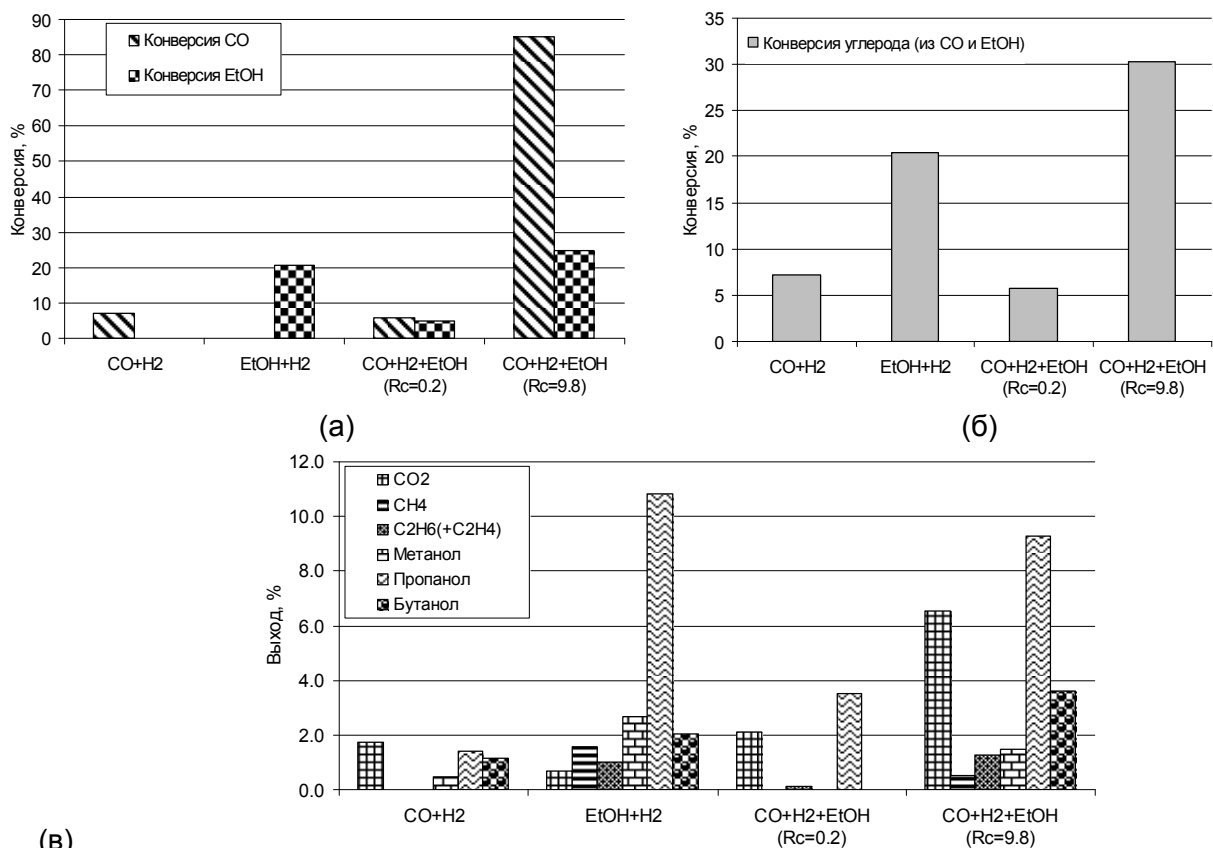 90
80
70
60
50
40
30
20
10
0
Конверсия, %
Конверсия CO
Конверсия EtOH
CO+H2
EtOH+H2
CO+H2+EtOH
(Rc=0.2)
CO+H2+EtOH
(Rc=9.8)
(а)
35
30
25
20
15
10
5
0
Конверсия, %
Конверсия углерода (из CO и EtOH)
CO+H2
EtOH+H2
CO+H2+EtOH
(Rc=0.2)
CO+H2+EtOH
(Rc=9.8)
(б)
12.0
10.0
8.0
6.0
4.0
2.0
0.0
Выход, %
CO2
CH4
C2H6(+C2H4)
Метанол
Пропанол
Бутанол
CO+H2
EtOH+H2
CO+H2+EtOH
(Rc=0.2)
CO+H2+EtOH
(Rc=9.8)
(в)